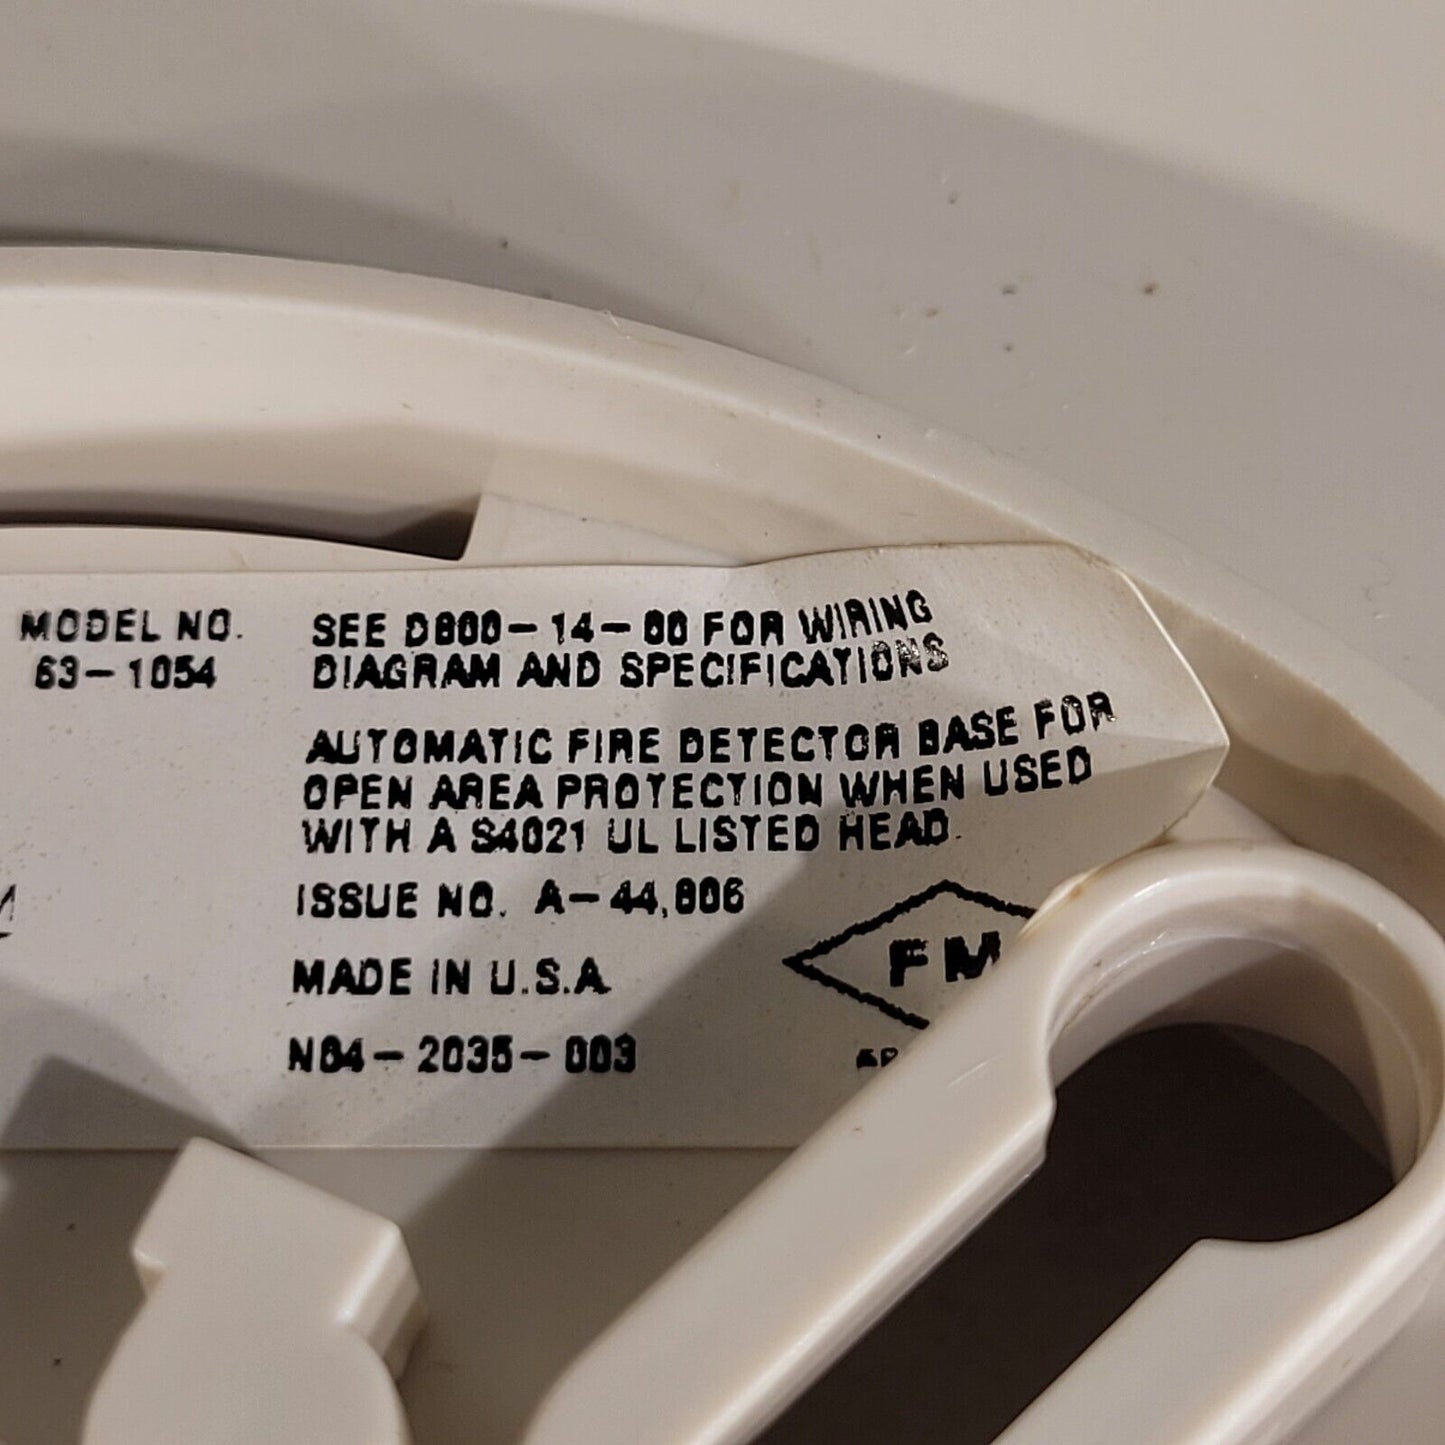 MODEL NO.
63-1054
SEE D800-14-00 FOR WIRING
DIAGRAM AND SPECIFICATIONS
AUTOMATIC FIRE DETECTOR BASE FOR
OPEN AREA PROTECTION WHEN USED
WITH A S4021 UL LISTED HEAD.
ISSUE NO. A-44,806
MADE IN U.S.A.
FM
N04-2035-003